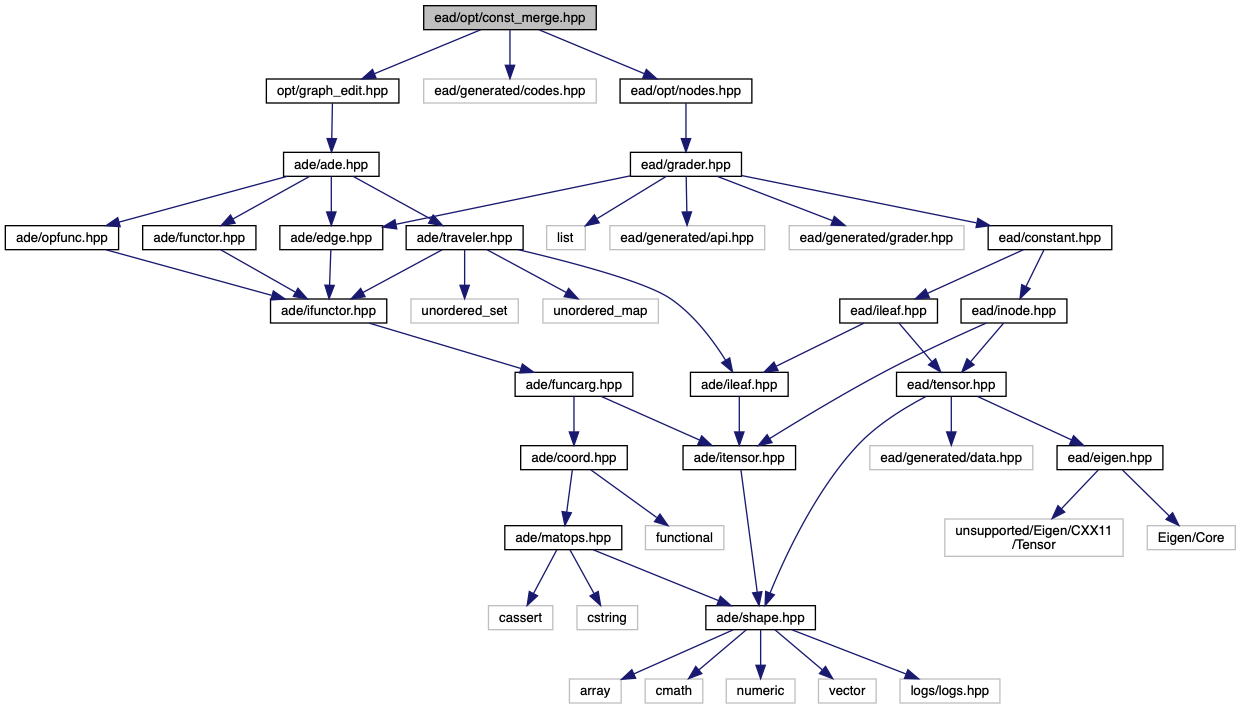 ead/opt/const_merge.hpp
opt/graph_edit.hpp
ead/generated/codes.hpp
ead/opt/nodes.hpp
ade/ade.hpp
ead/grader.hpp
ade/opfunc.hpp
ade/functor.hpp
ade/edge.hpp
ade/traveler.hpp
list
ead/generated/api.hpp
ead/generated/grader.hpp
ead/constant.hpp
ade/ifunctor.hpp
unordered_set
unordered_map
ead/ileaf.hpp
ead/inode.hpp
ade/funcarg.hpp
ade/ileaf.hpp
ead/tensor.hpp
ade/coord.hpp
ade/itensor.hpp
ead/generated/data.hpp
ead/eigen.hpp
ade/matops.hpp
functional
unsupported/Eigen/CXX11
/Tensor
Eigen/Core
cassert
cstring
ade/shape.hpp
array
cmath
numeric
vector
logs/logs.hpp